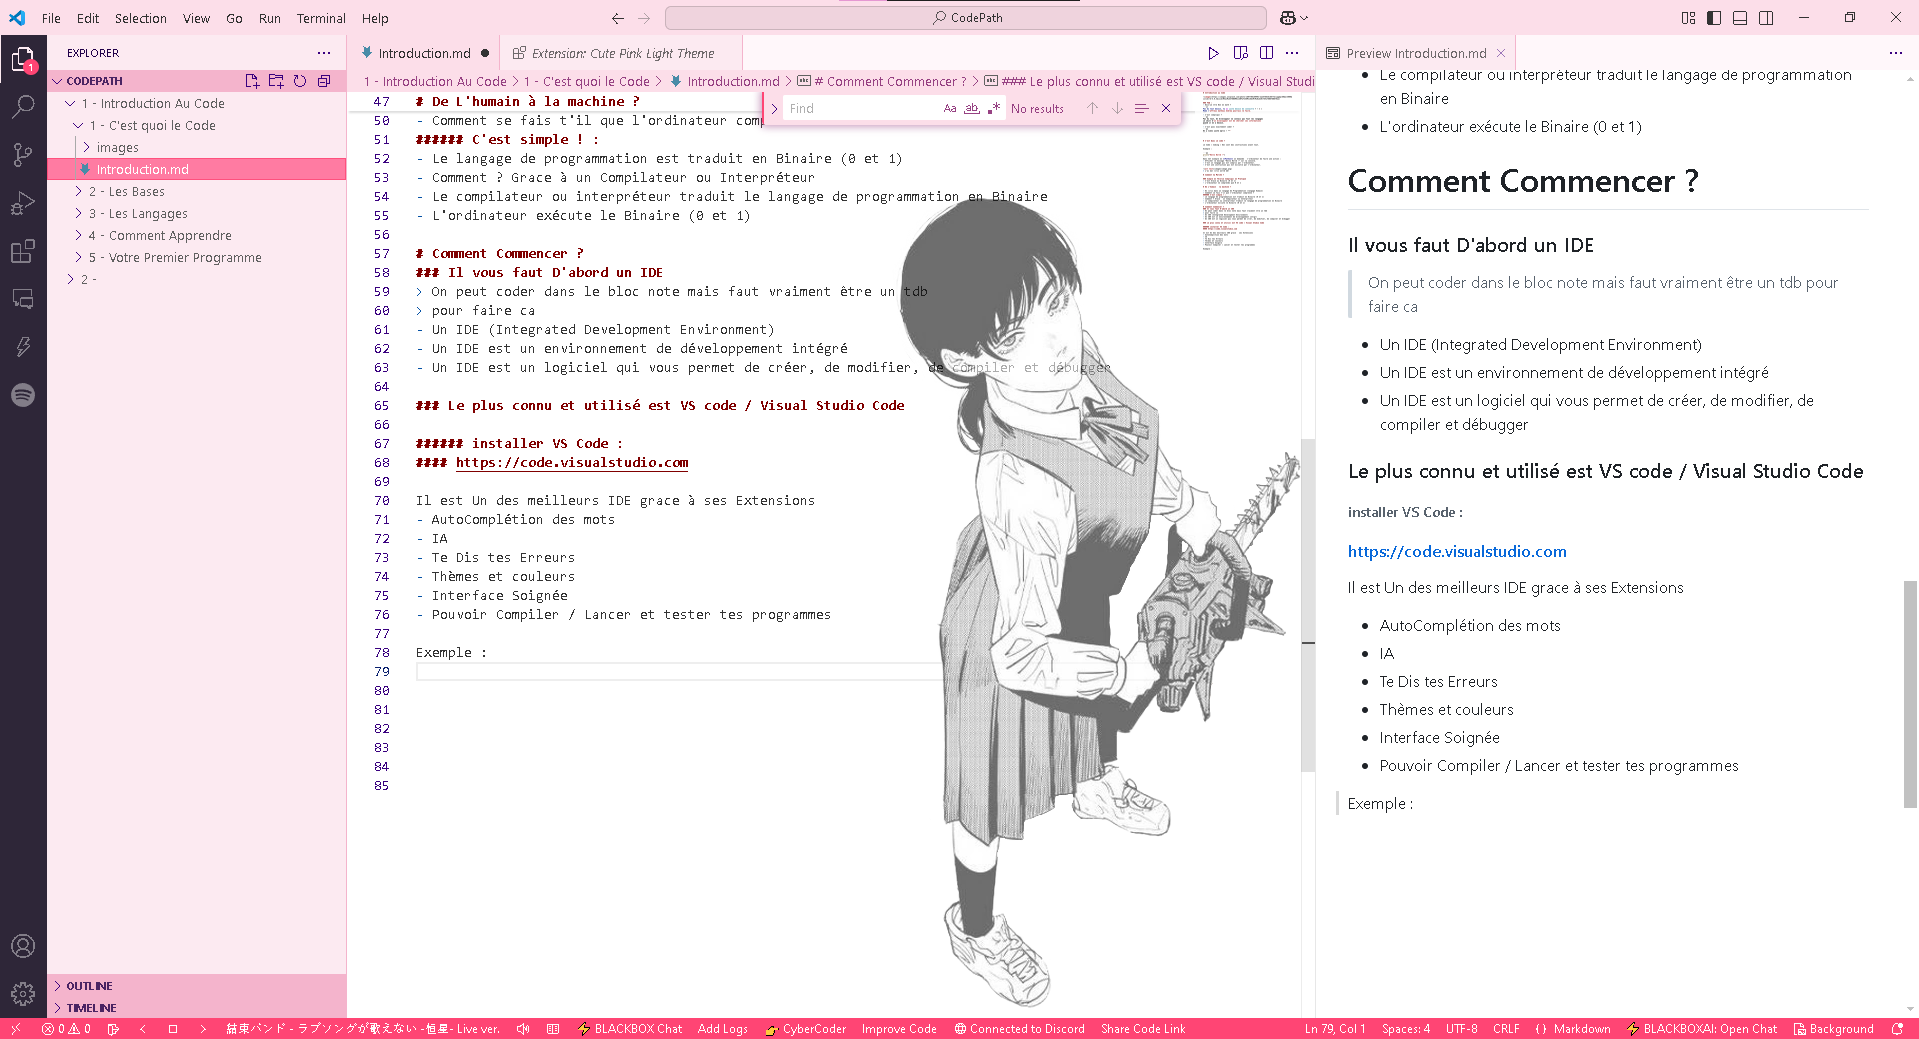 File Edit Selection View Go Run Terminal Help
CodePath
EXPLORER
Introduction.md
Extension: Cute Pink Light Theme
Preview Introduction.md
CODEPATH
1 - Introduction Au Code
1 - C'est quoi le Code
images
Introduction.md
2 - Les Bases
3 - Les Langages
4 - Comment Apprendre
5 - Votre Premier Programme
2 -
OUTLINE
TIMELINE
1 - Introduction Au Code > 1 - C'est quoi le Code > Introduction.md > # Comment Commencer ? > ### Le plus connu et utilisé est VS code / Visual Studi
Find
Aa ab No results
47 # De L'humain à la machine ?
50 - Comment se fais t'il que l'ordinateur comp
51 ###### C'est simple ! :
52 - Le langage de programmation est traduit en Binaire (0 et 1)
53 - Comment ? Grace à un Compilateur ou Interpréteur
54 - Le compilateur ou interpréteur traduit le langage de programmation en Binaire
55 - L'ordinateur exécute le Binaire (0 et 1)
56
57 # Comment Commencer ?
58 ### Il vous faut D'abord un IDE
59 > On peut coder dans le bloc note mais faut vraiment être un tdb
60 > pour faire ca
61 - Un IDE (Integrated Development Environment)
62 - Un IDE est un environnement de développement intégré
63 - Un IDE est un logiciel qui vous permet de créer, de modifier, de compiler et débugger
64
65 ### Le plus connu et utilisé est VS code / Visual Studio Code
66
67 ###### installer VS Code :
68 #### https://code.visualstudio.com
69
70 Il est Un des meilleurs IDE grace à ses Extensions
71 - AutoComplétion des mots
72 - IA
73 - Te Dis tes Erreurs
74 - Thèmes et couleurs
75 - Interface Soignée
76 - Pouvoir Compiler / Lancer et tester tes programmes
77
78 Exemple :
79
80
81
82
83
84
85
Le compilateur ou interpréteur traduit le langage de programmation
en Binaire
L'ordinateur exécute le Binaire (0 et 1)
Comment Commencer ?
Il vous faut D'abord un IDE
On peut coder dans le bloc note mais faut vraiment être un tdb pour
faire ca
Un IDE (Integrated Development Environment)
Un IDE est un environnement de développement intégré
Un IDE est un logiciel qui vous permet de créer, de modifier, de
compiler et débugger
Le plus connu et utilisé est VS code / Visual Studio Code
installer VS Code :
https://code.visualstudio.com
Il est Un des meilleurs IDE grace à ses Extensions
AutoComplétion des mots
IA
Te Dis tes Erreurs
Thèmes et couleurs
Interface Soignée
Pouvoir Compiler / Lancer et tester tes programmes
Exemple :
0 0 結束バンド - ラブソングが歌えない -恒星- Live ver. BLACKBOX Chat Add Logs CyberCoder Improve Code Connected to Discord Share Code Link Ln 79, Col 1 Spaces: 4 UTF-8 CRLF {} Markdown BLACKBOXAI: Open Chat Background